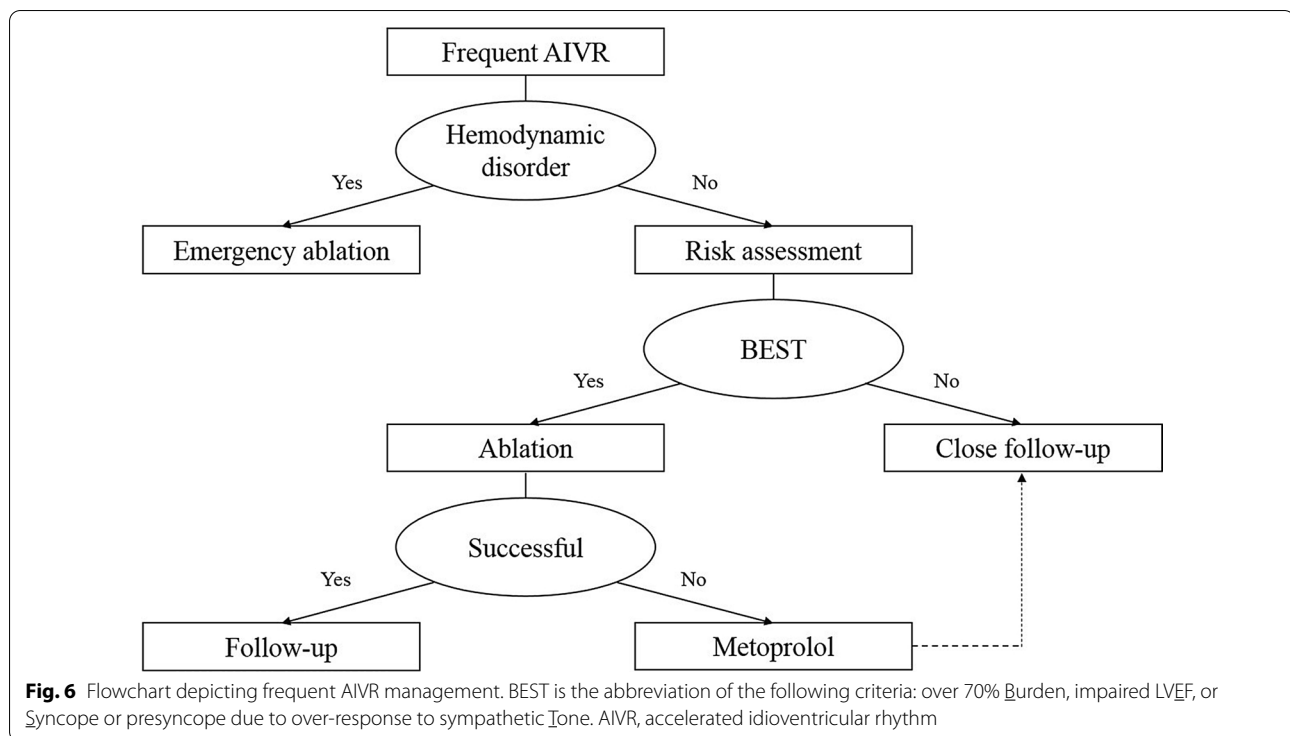 Frequent AIVR
Hemodynamic
disorder
Yes
No
Emergency ablation
Risk assessment
BEST
Yes
No
Ablation
Close follow-up
Successful
Yes
No
Follow-up
Metoprolol
Fig. 6 Flowchart depicting frequent AIVR management. BEST is the abbreviation of the following criteria: over 70% Burden, impaired LVEF, or
Syncope or presyncope due to over-response to sympathetic Tone. AIVR, accelerated idioventricular rhythm